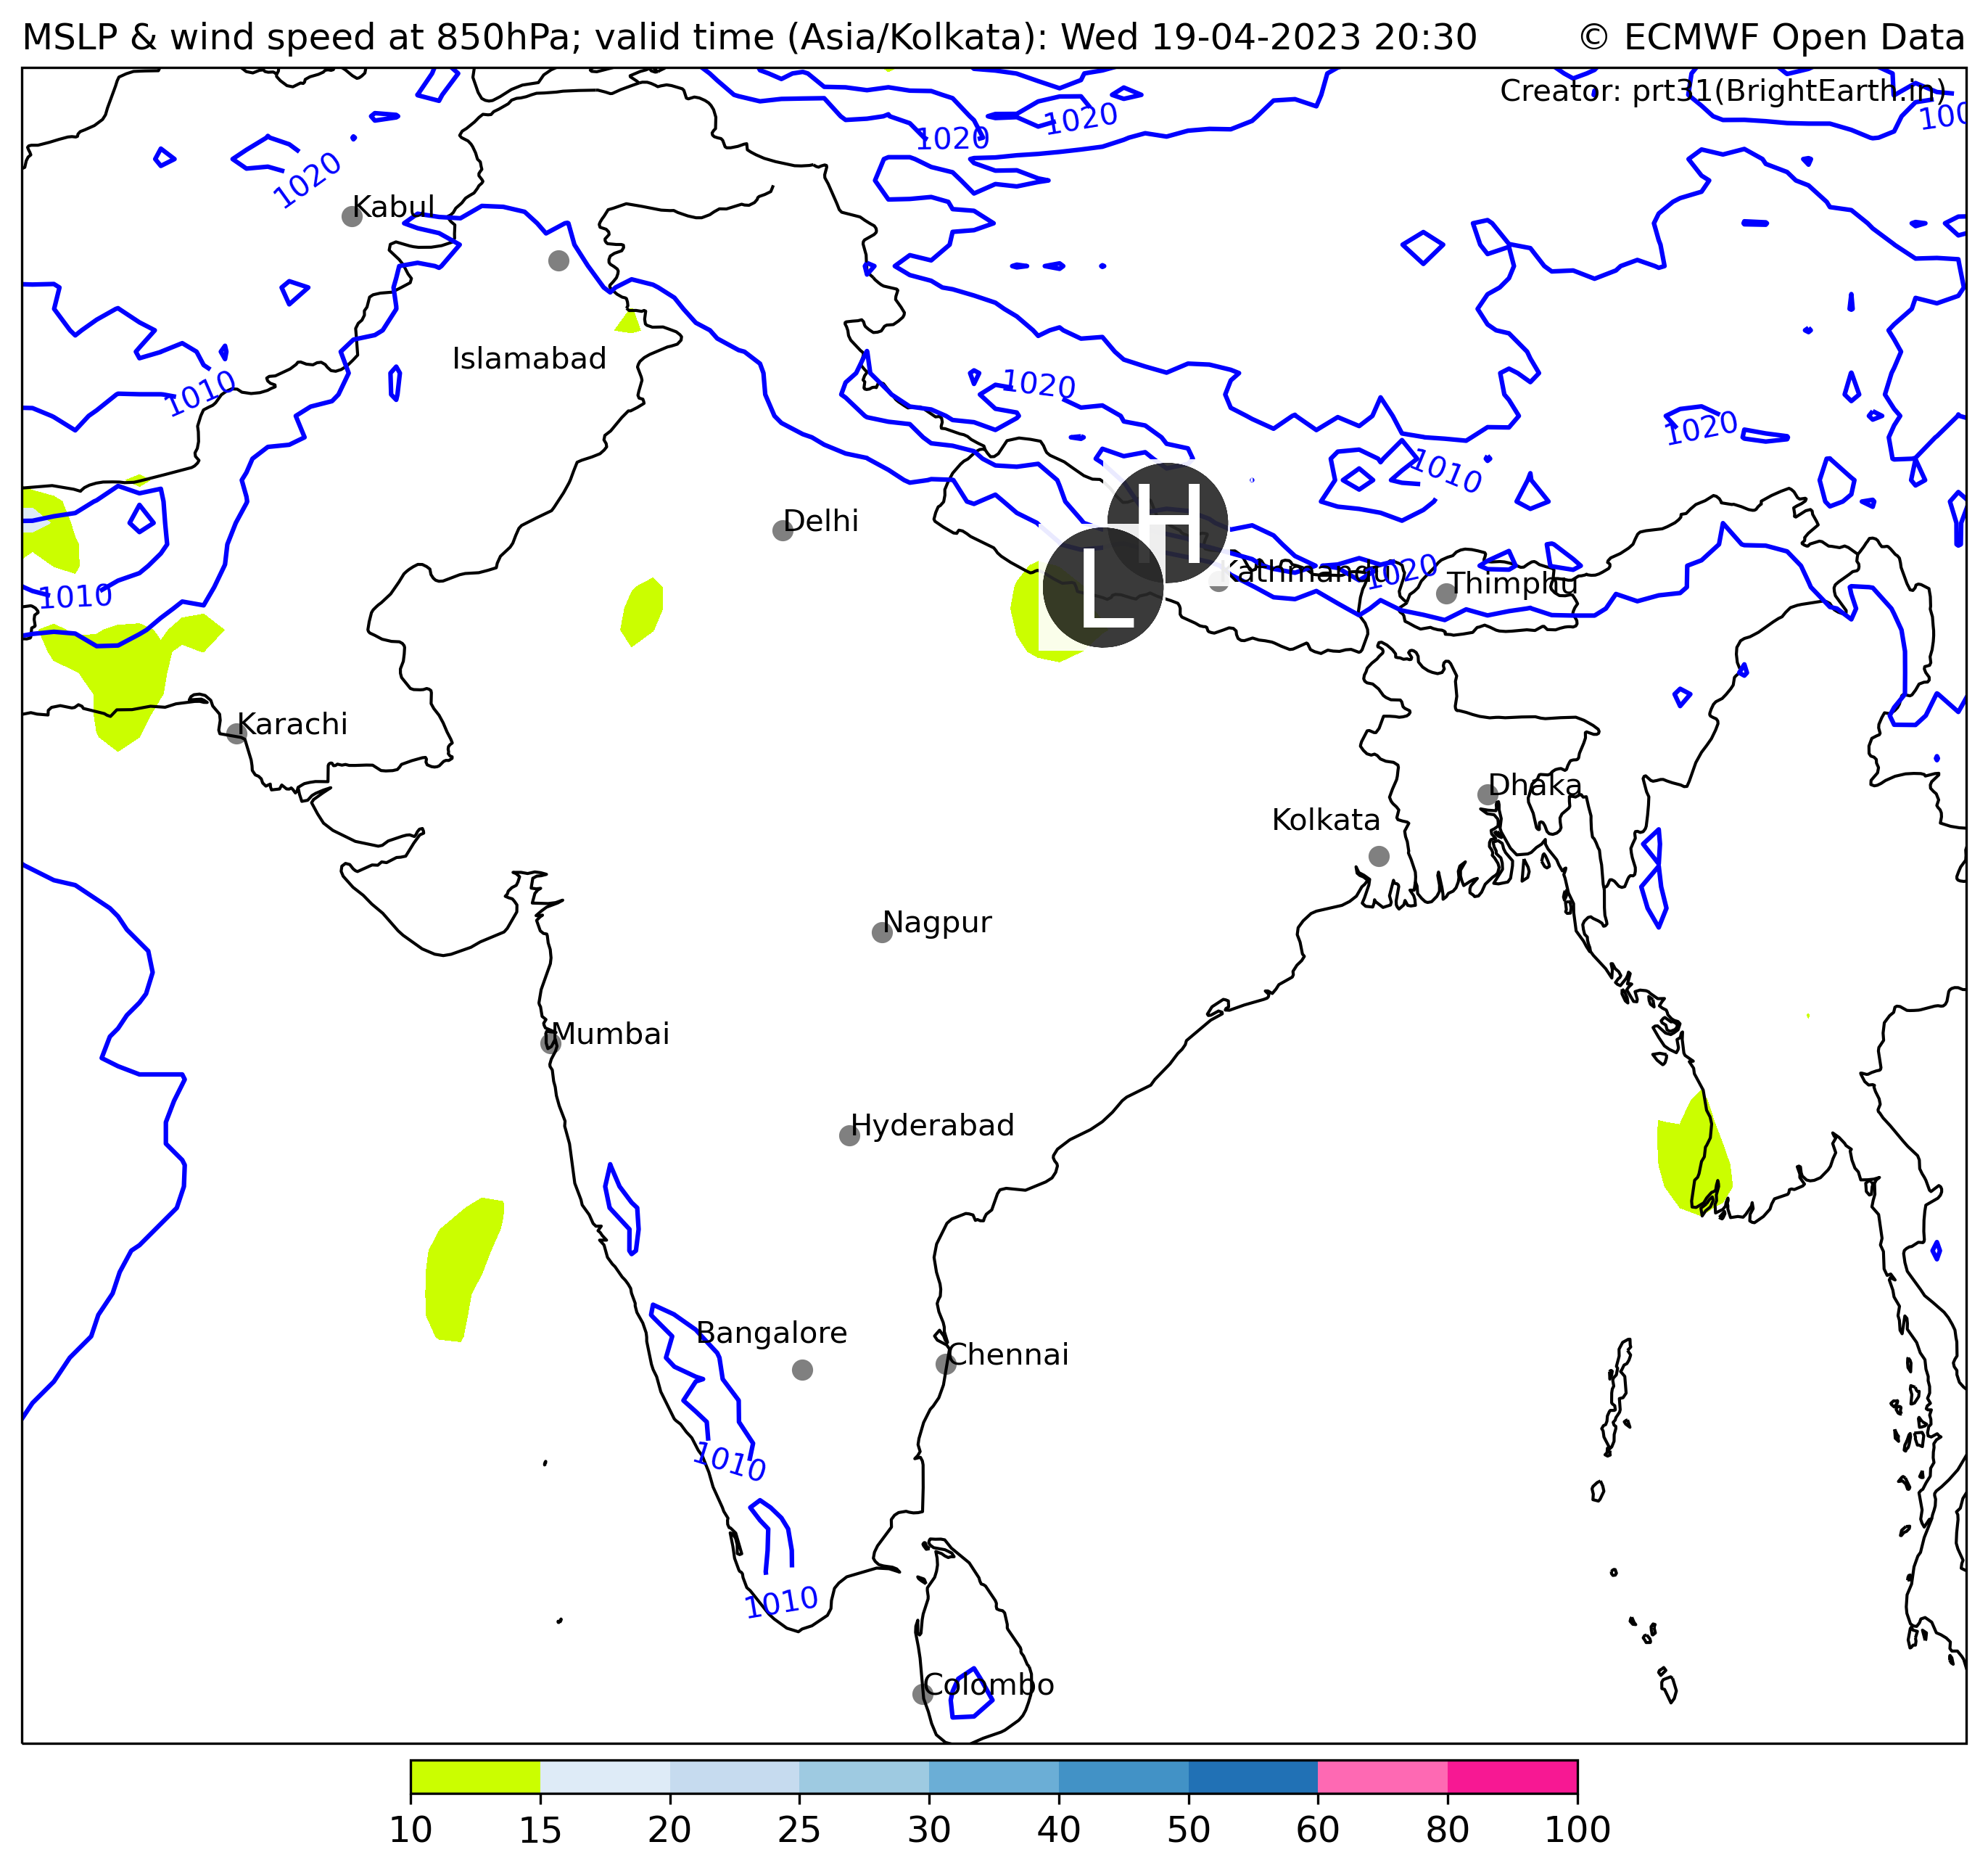 MSLP & wind speed at 850hPa; valid time (Asia/Kolkata): Wed 19-04-2023 20:30
© ECMWF Open Data
Creator: prt31(BrightEarth.in)
100
1020
1020
1020
Kabul
Islamabad
1010
1020
1020
1010
H
Delhi
L
Kathmandu
1020
Thimphu
1010
Karachi
Dhaka
Kolkata
Nagpur
Mumbai
Hyderabad
Bangalore
Chennai
1010
1010
Colombo
10 15 20 25 30 40 50 60 80 100